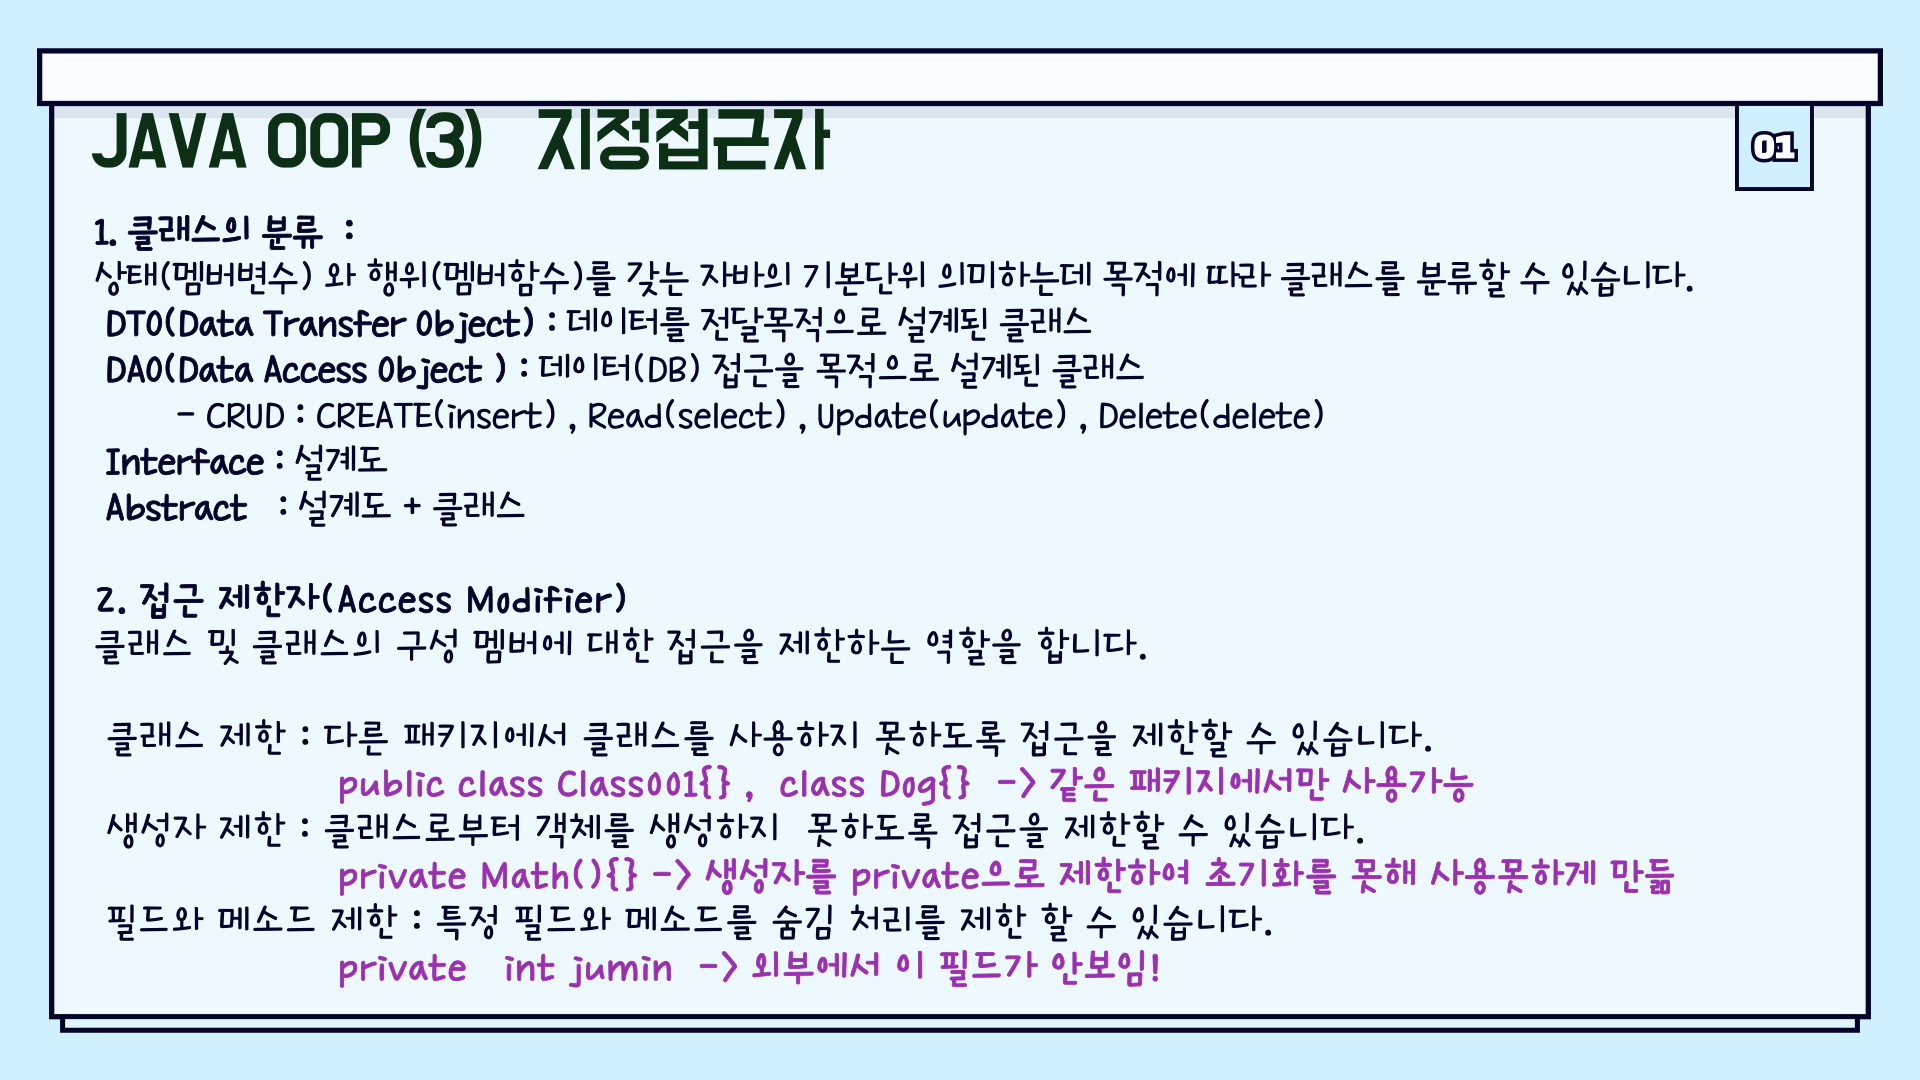 JAVA OOP (3) 지정접근자
01
1. 클래스의 분류 :
상태(멤버변수) 와 행위(멤버함수)를 갖는 자바의 기본단위 의미하는데 목적에 따라 클래스를 분류할 수 있습니다.
DTO(Data Transfer Object) : 데이터를 전달목적으로 설계된 클래스
DAO(Data Access Object ) : 데이터(DB) 접근을 목적으로 설계된 클래스
- CRUD : CREATE(insert) , Read(select) , Update(update) , Delete(delete)
Interface : 설계도
Abstract : 설계도 + 클래스
2. 접근 제한자(Access Modifier)
클래스 및 클래스의 구성 멤버에 대한 접근을 제한하는 역할을 합니다.
클래스 제한 : 다른 패키지에서 클래스를 사용하지 못하도록 접근을 제한할 수 있습니다.
public class Class001{} , class Dog{} -> 같은 패키지에서만 사용가능
생성자 제한 : 클래스로부터 객체를 생성하지 못하도록 접근을 제한할 수 있습니다.
private Math(){} -> 생성자를 private으로 제한하여 초기화를 못해 사용못하게 만듦
필드와 메소드 제한 : 특정 필드와 메소드를 숨김 처리를 제한 할 수 있습니다.
private int jumin -> 외부에서 이 필드가 안보임!